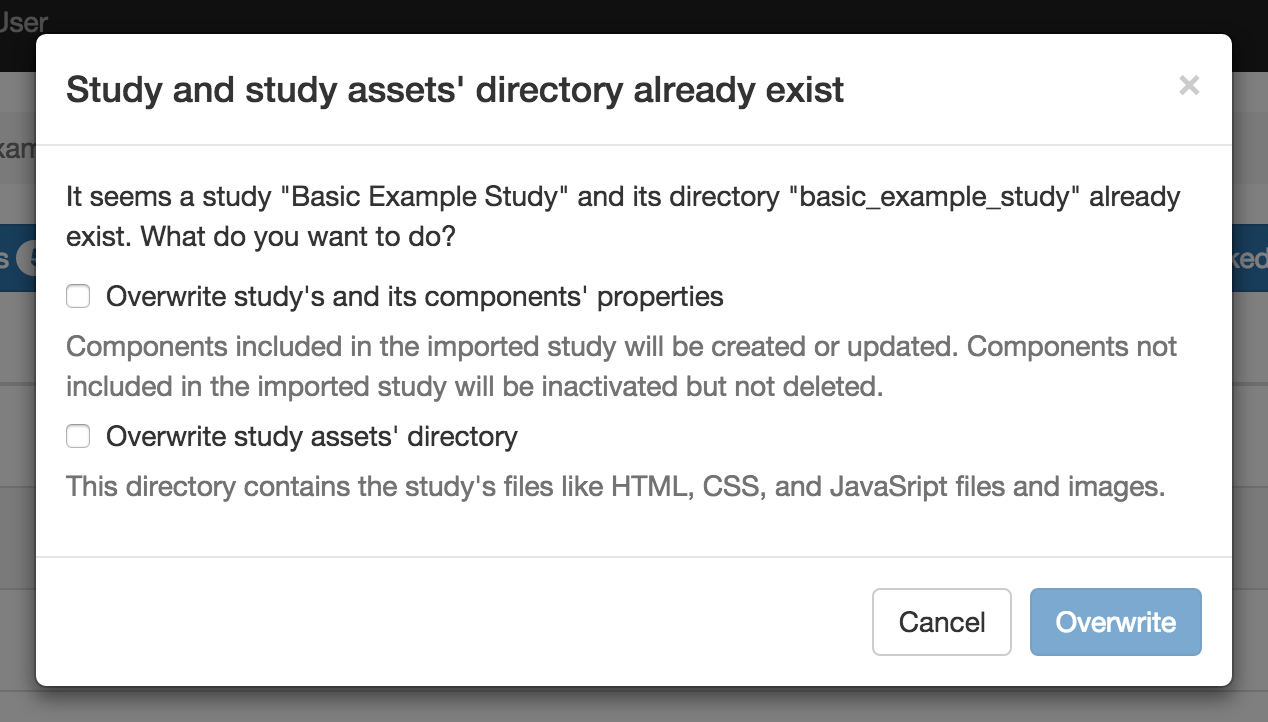 User
Study and study assets' directory already exist
×
It seems a study "Basic Example Study" and its directory "basic_example_study" already
exist. What do you want to do?
Overwrite study's and its components' properties
Components included in the imported study will be created or updated. Components not
included in the imported study will be inactivated but not deleted.
Overwrite study assets' directory
This directory contains the study's files like HTML, CSS, and JavaSript files and images.
Cancel
Overwrite